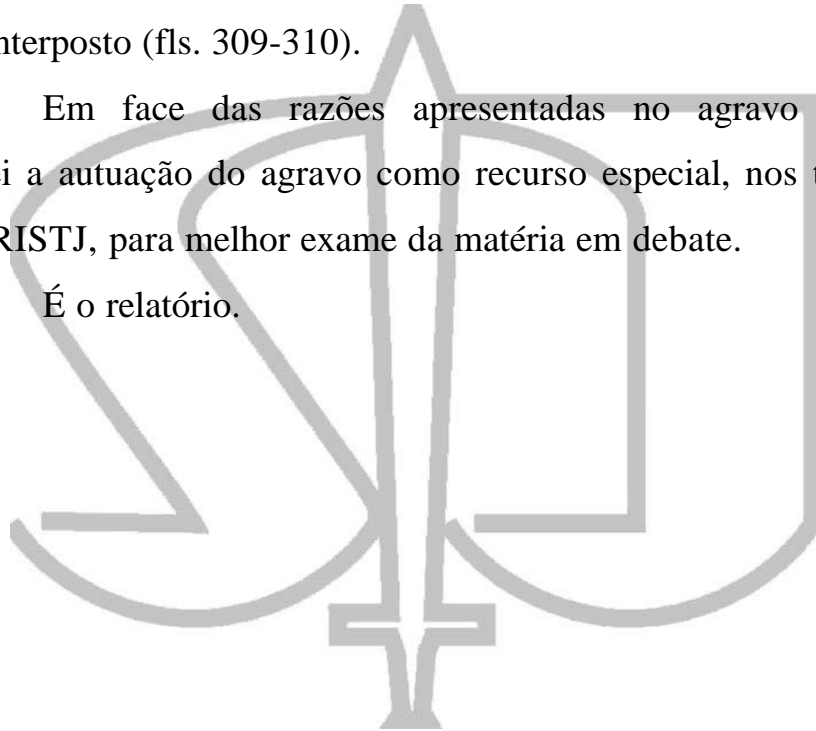 nterposto (fls. 309-310).
Em face das razões apresentadas no agravo
i a autuação do agravo como recurso especial, nos t
RISTJ, para melhor exame da matéria em debate.
É o relatório.